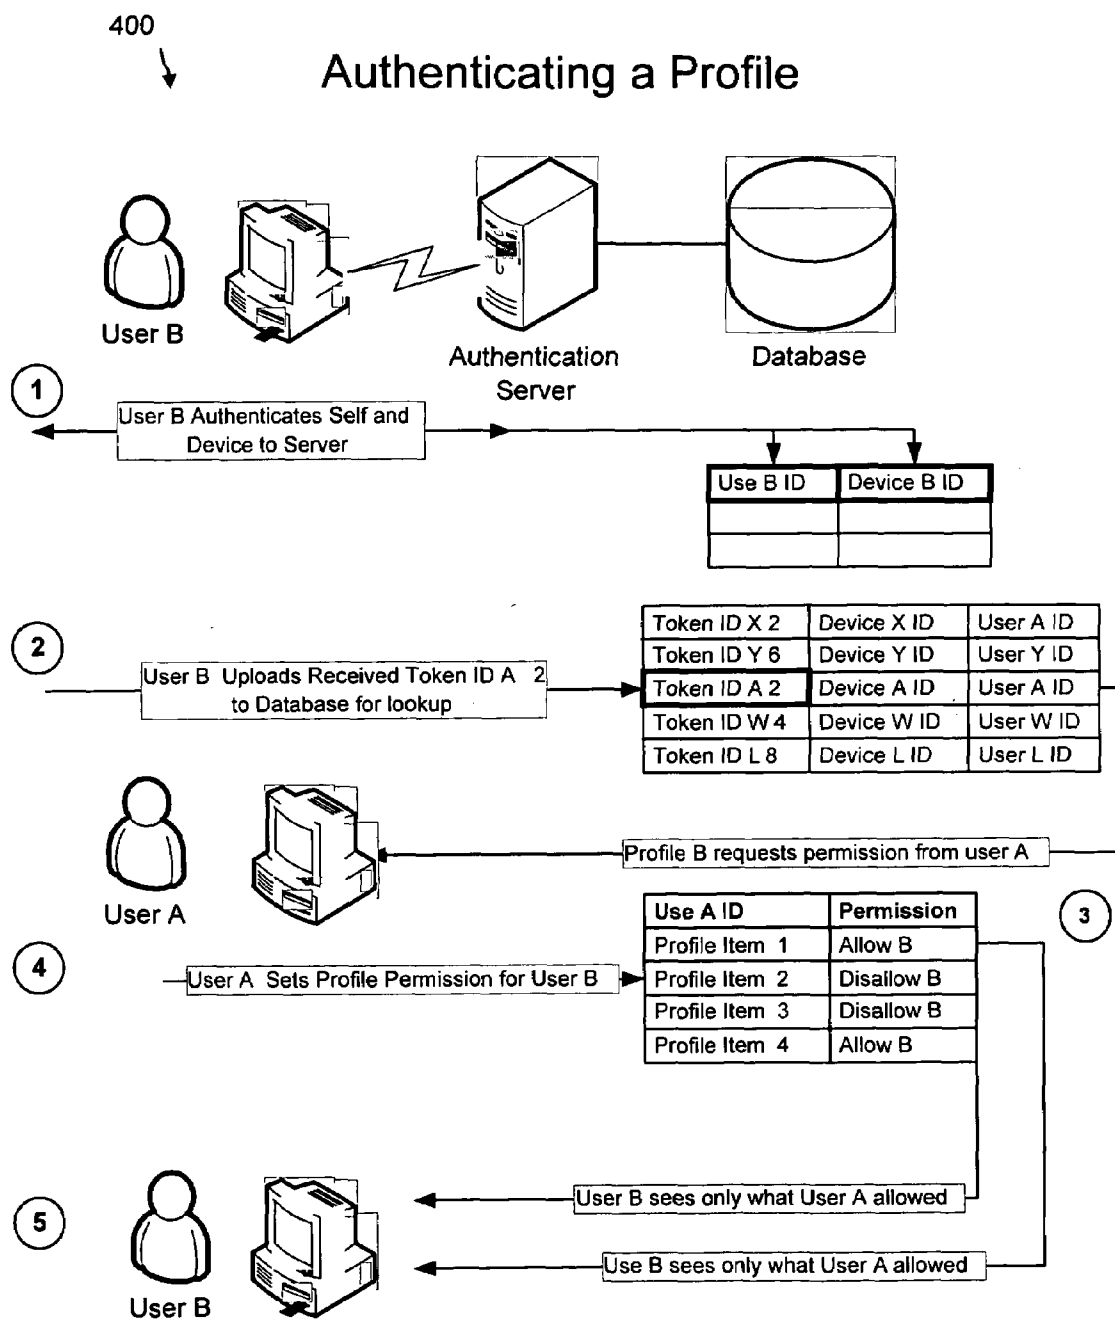 400
Authenticating a Profile
User B
Authentication
Server
Database
1
User B Authenticates Self and
Device to Server
Use B ID Device B ID
2
User B Uploads Received Token ID A 2
to Database for lookup
Token ID X 2 Device X ID User A ID
Token ID Y 6 Device Y ID User Y ID
Token ID A 2 Device A ID User A ID
Token ID W 4 Device W ID User W ID
Token ID L 8 Device L ID User L ID
User A
Profile B requests permission from user A
3
4
User A Sets Profile Permission for User B
Use A ID Permission
Profile Item 1 Allow B
Profile Item 2 Disallow B
Profile Item 3 Disallow B
Profile Item 4 Allow B
5
User B
User B sees only what User A allowed
Use B sees only what User A allowed